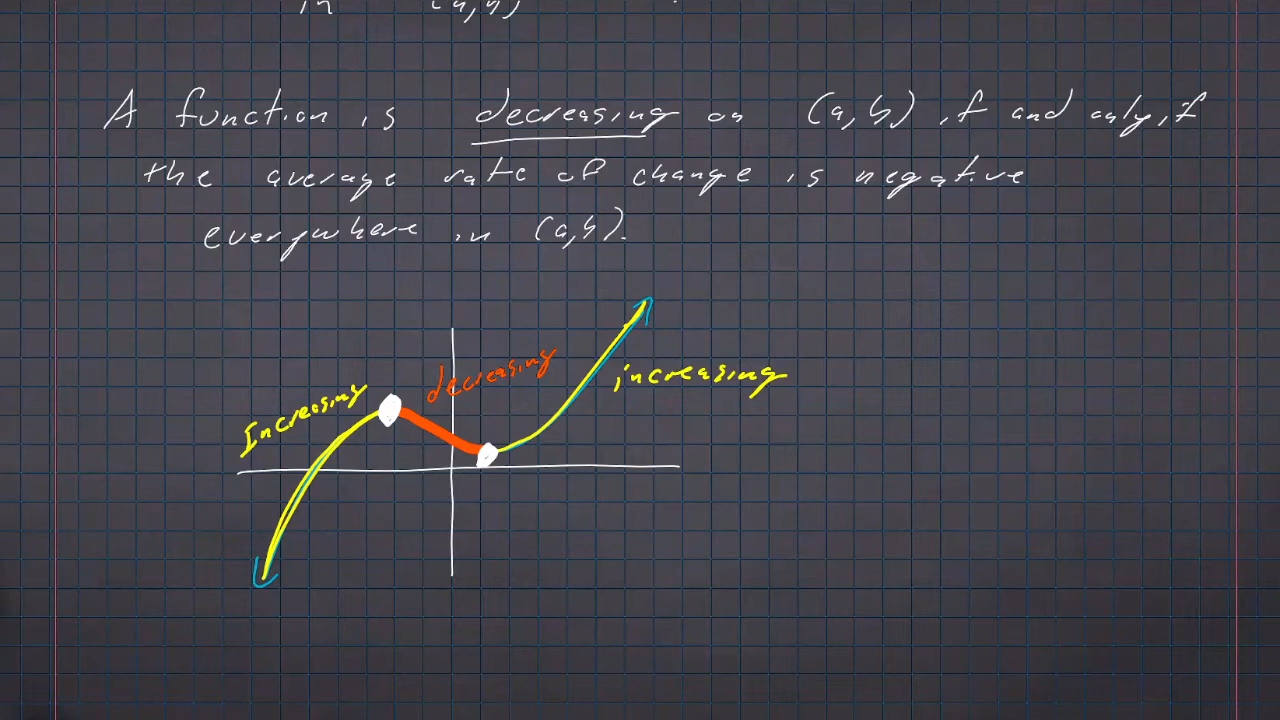 in (a,b)
A function is decreasing on (a,b) if and only if
the average rate of change is negative
everywhere in (a,b).
decreasing
Increasing
increasing